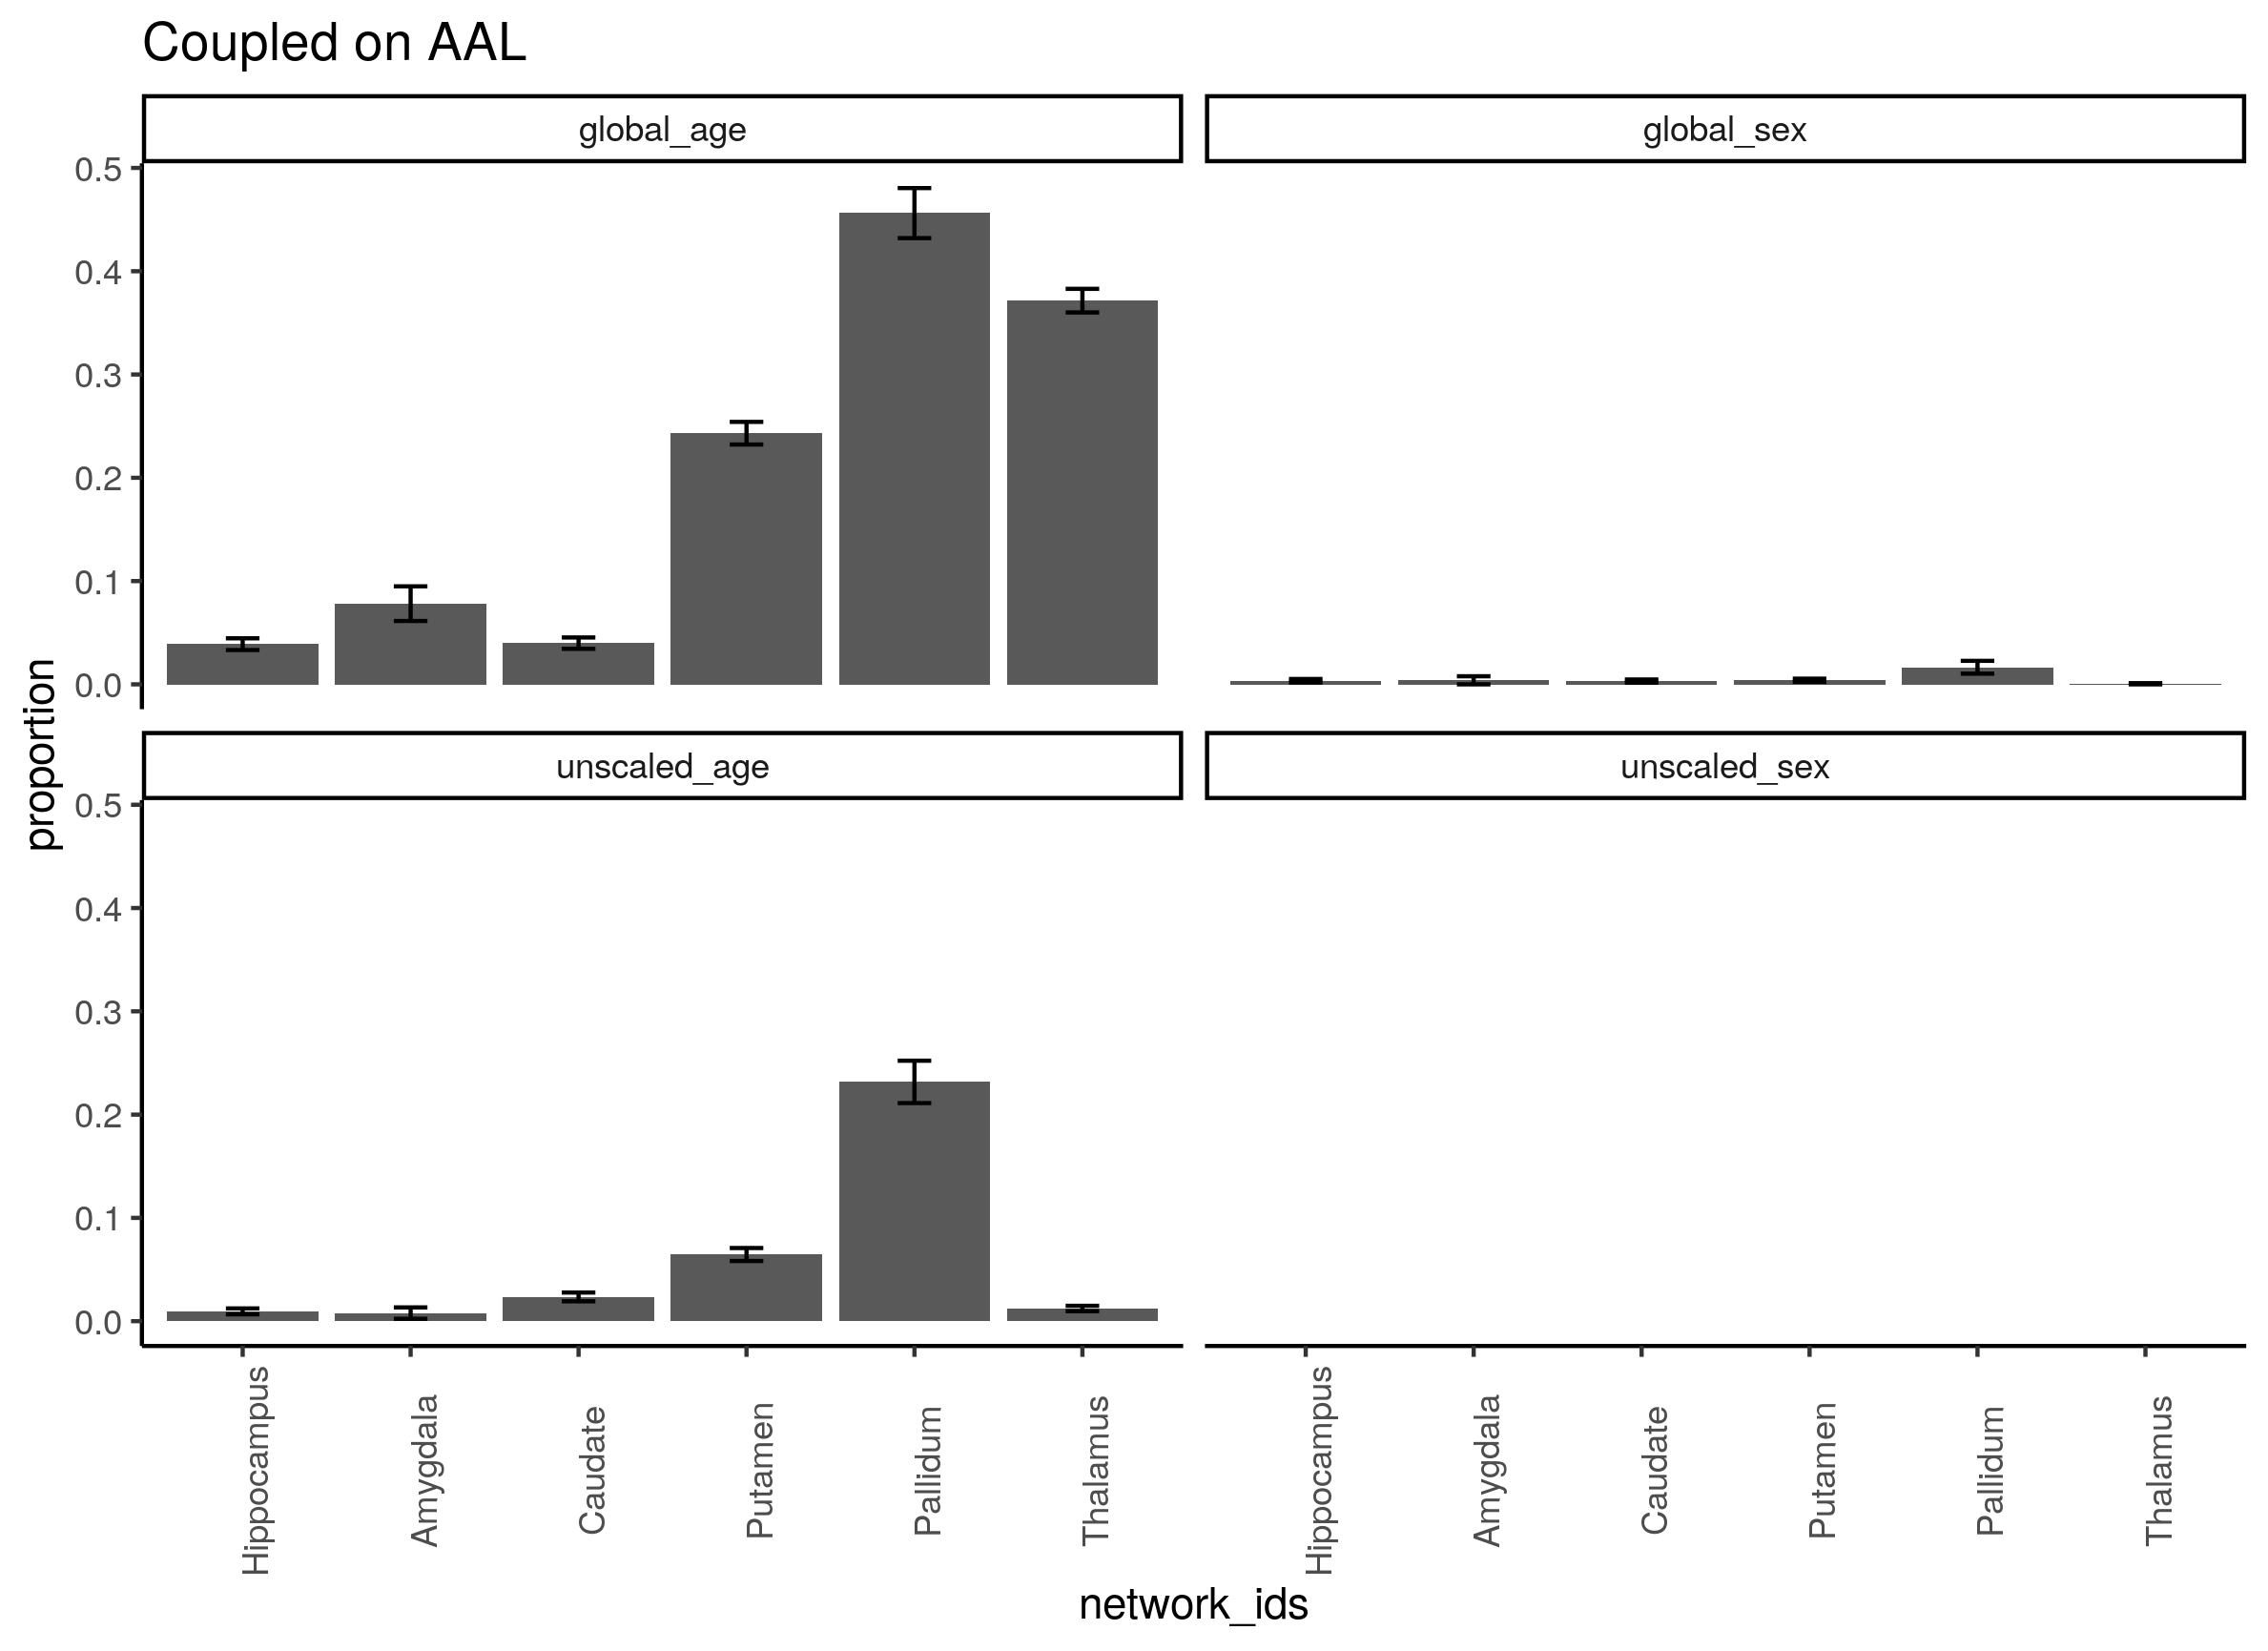 Coupled on AAL
global_age
global_sex
0.5
0.4
0.3
0.2
0.1
0.0
unscaled_age
unscaled_sex
0.5
0.4
0.3
0.2
0.1
0.0
proportion
Hippocampus
Amygdala
Caudate
Putamen
Pallidum
Thalamus
Hippocampus
Amygdala
Caudate
Putamen
Pallidum
Thalamus
network_ids